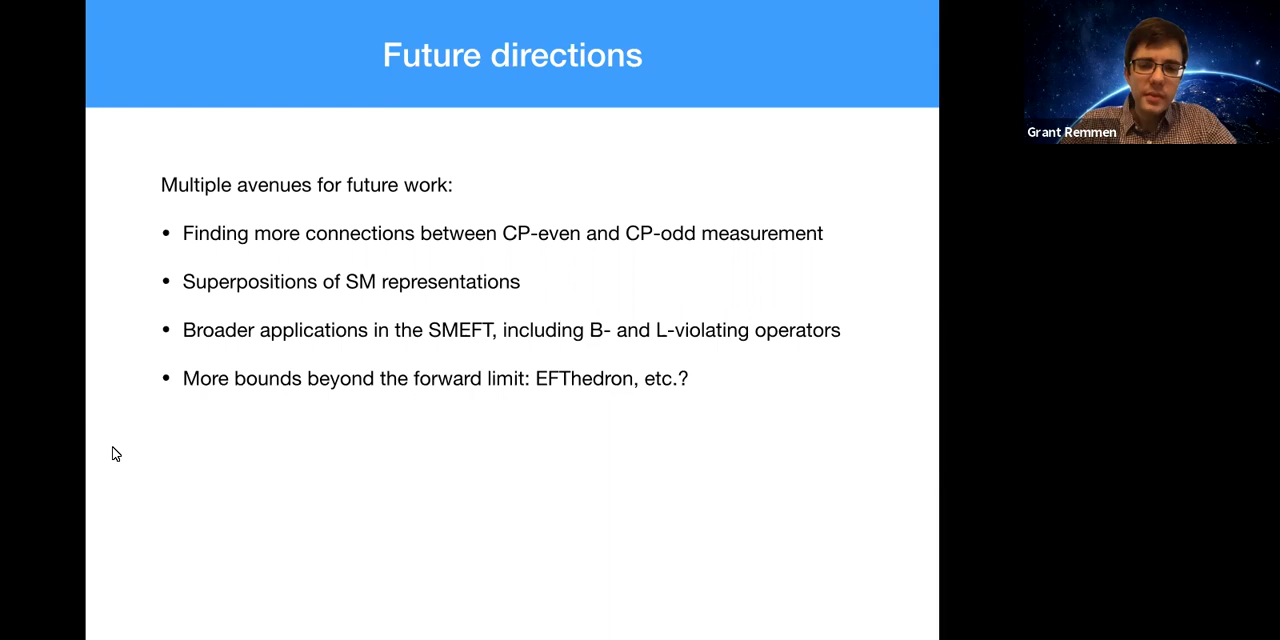 Future directions
Multiple avenues for future work:
• Finding more connections between CP-even and CP-odd measurement
• Superpositions of SM representations
• Broader applications in the SMEFT, including B- and L-violating operators
• More bounds beyond the forward limit: EFThedron, etc.?
Grant Remmen